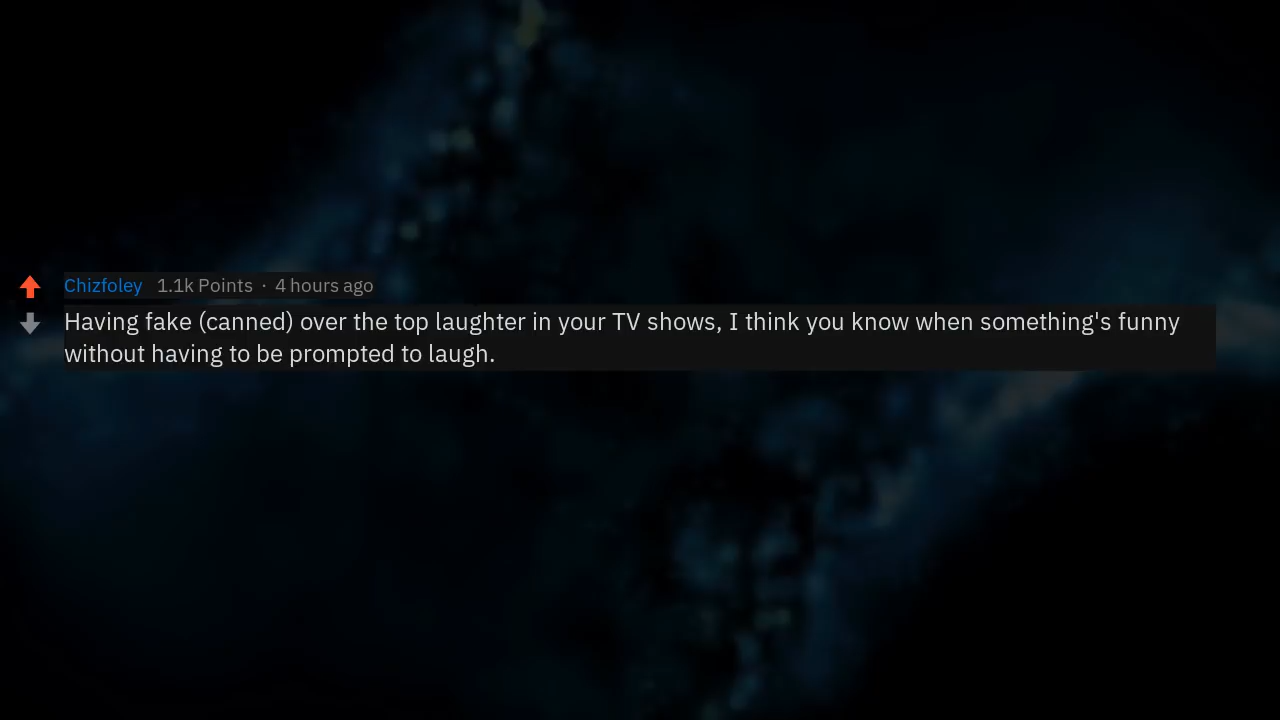 Chizfoley 1.1k Points · 4 hours ago
Having fake (canned) over the top laughter in your TV shows, I think you know when something's funny
without having to be prompted to laugh.